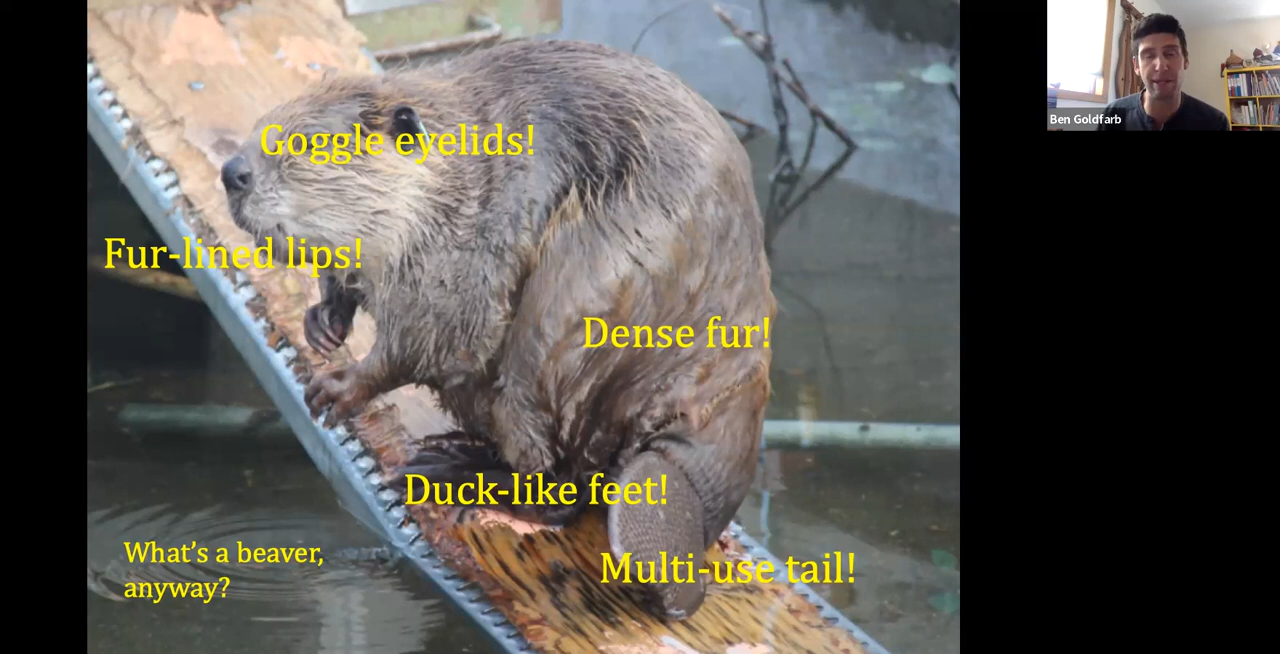 Goggle eyelids!
Fur-lined lips!
Dense fur!
Duck-like feet!
Multi-use tail!
What's a beaver,
anyway?
Ben Goldfarb